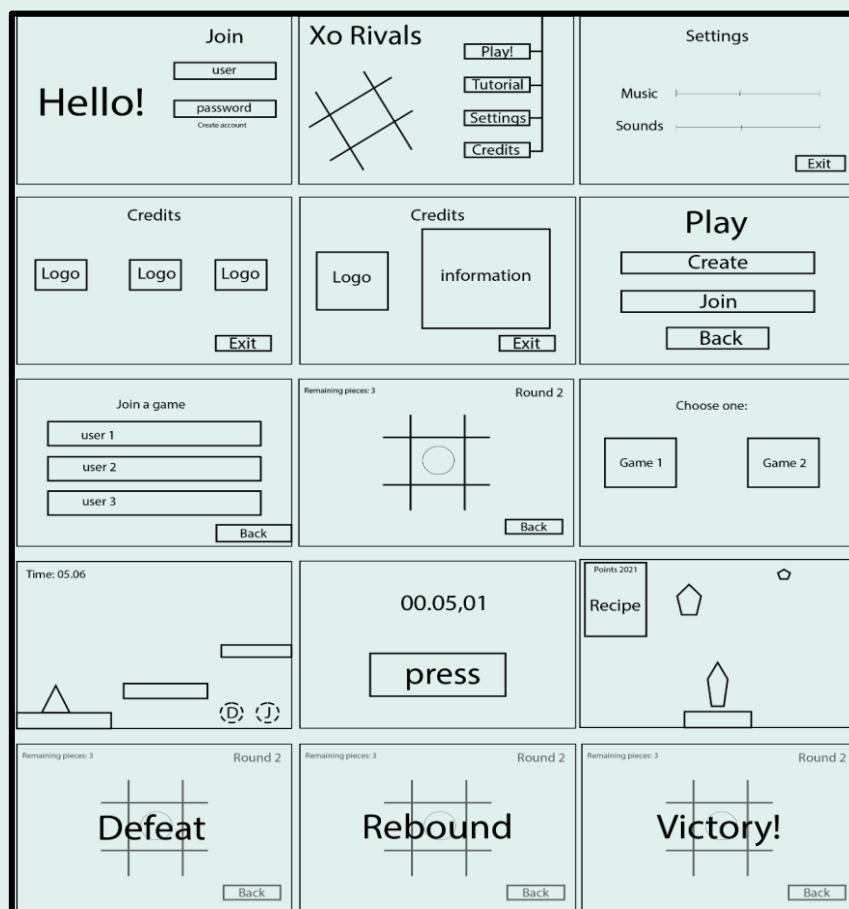 Join
Hello!
user
password
Create account
Xo Rivals
Play!
Tutorial
Settings
Credits
Settings
Music
Sounds
Exit
Credits
Logo Logo Logo
Exit
Credits
Logo
information
Exit
Play
Create
Join
Back
Join a game
user 1
user 2
user 3
Back
Remaining pieces: 3 Round 2
Back
Choose one:
Game 1 Game 2
Time: 05.06
D J
00.05,01
press
Points 2021
Recipe
Remaining pieces: 3 Round 2
Defeat
Back
Remaining pieces: 3 Round 2
Rebound
Back
Remaining pieces: 3 Round 2
Victory!
Back